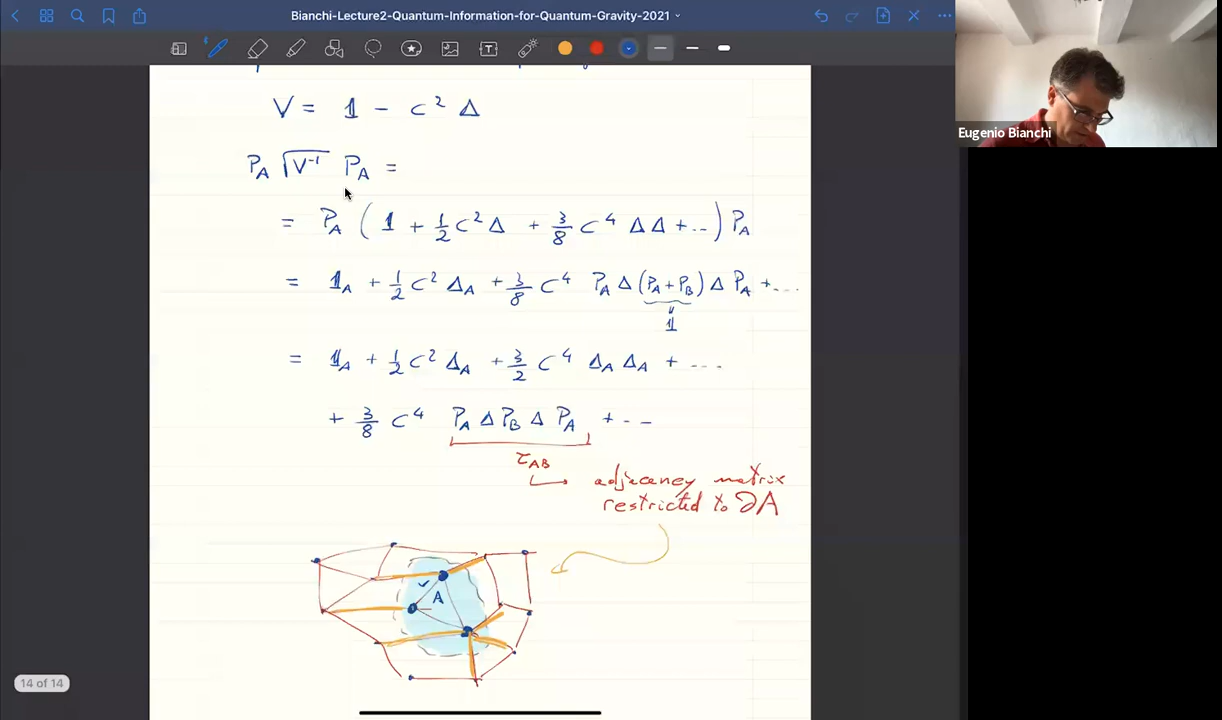 Bianchi-Lecture2-Quantum-Information-for-Quantum-Gravity-2021
Eugenio Bianchi
V = 𝟙 - c² Δ
P_A √V⁻¹ P_A =
= P_A ( 𝟙 + 1/2 c² Δ + 3/8 c⁴ Δ Δ + ... ) P_A
= 𝟙_A + 1/2 c² Δ_A + 3/8 c⁴ P_A Δ (P_A + P_B) Δ P_A + ...
𝟙
= 𝟙_A + 1/2 c² Δ_A + 3/2 c⁴ Δ_A Δ_A + ...
+ 3/8 c⁴ P_A Δ P_B Δ P_A + ...
τ_AB
adjacency matrix
restricted to ∂A
A
14 of 14